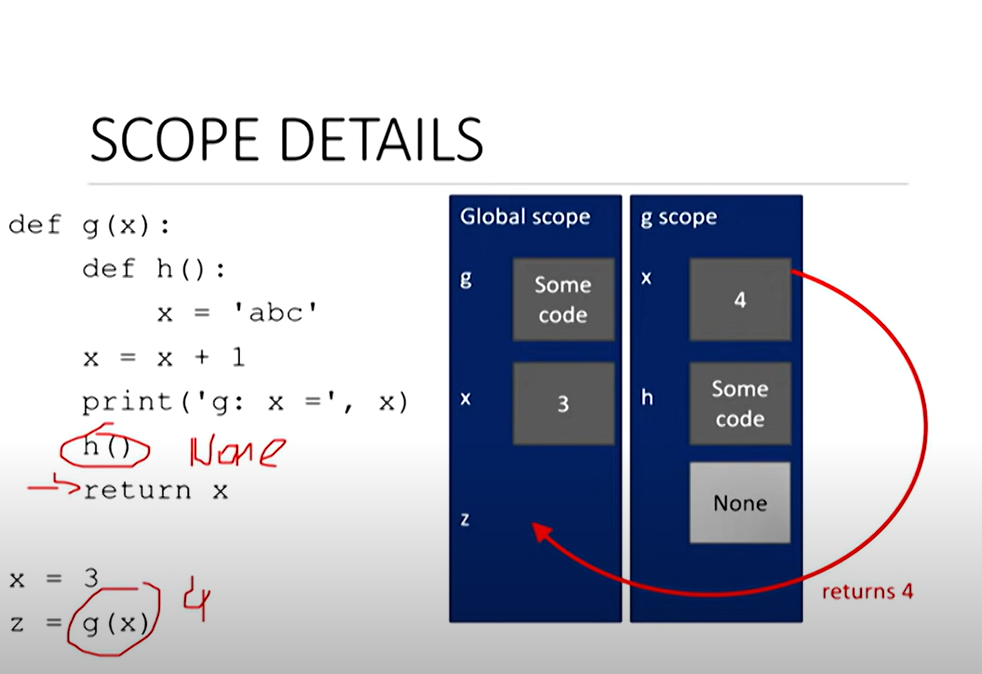 SCOPE DETAILS
def g(x):
    def h():
        x = 'abc'
    x = x + 1
    print('g: x =', x)
    h() None
    return x
x = 3
z = g(x) 4
Global scope
g
Some
code
x
3
z
g scope
x
4
h
Some
code
None
returns 4